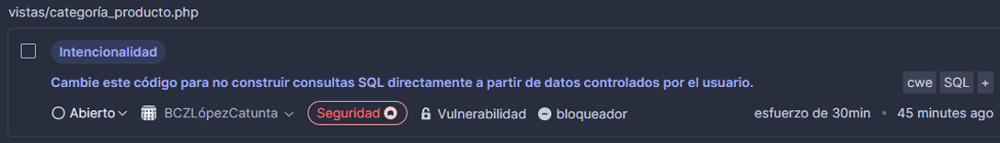 vistas/categoría_producto.php
Intencionalidad
Cambie este código para no construir consultas SQL directamente a partir de datos controlados por el usuario.
cwe SQL +
Abierto BCZLópezCatunta Seguridad Vulnerabilidad bloqueador esfuerzo de 30min • 45 minutes ago